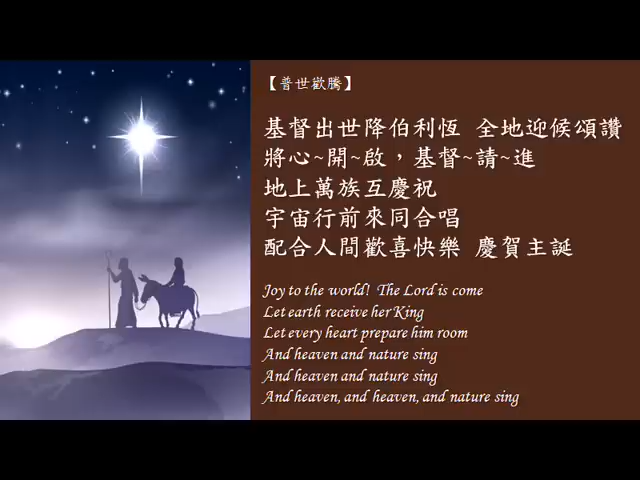 【普世歡騰】
基督出世降伯利恆 全地迎候頌讚
將心~開~啟，基督~請~進
地上萬族互慶祝
宇宙行前來同合唱
配合人間歡喜快樂 慶賀主誕
Joy to the world! The Lord is come
Let earth receive her King
Let every heart prepare him room
And heaven and nature sing
And heaven and nature sing
And heaven, and heaven, and nature sing